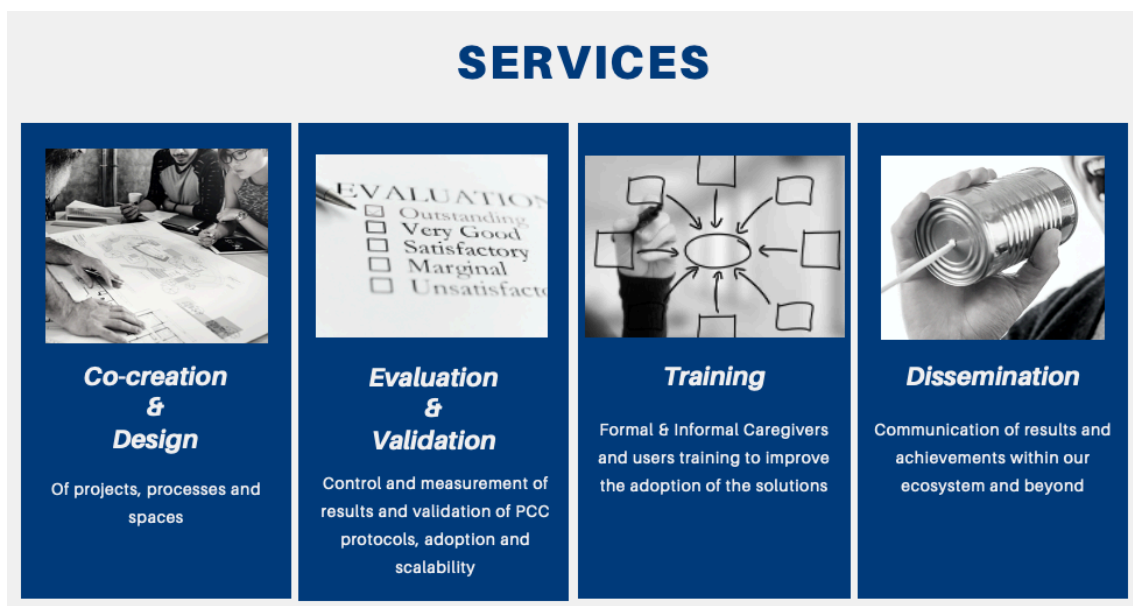 SERVICES
EVALUATION
Outstanding
Very Good
Satisfactory
Marginal
Co-creation
&
Design
Of projects, processes and
spaces
Evaluation
&
Validation
Control and measurement of
results and validation of PCC
protocols, adoption and
scalability
Training
Formal & Informal Caregivers
and users training to improve
the adoption of the solutions
Dissemination
Communication of results and
achievements within our
ecosystem and beyond